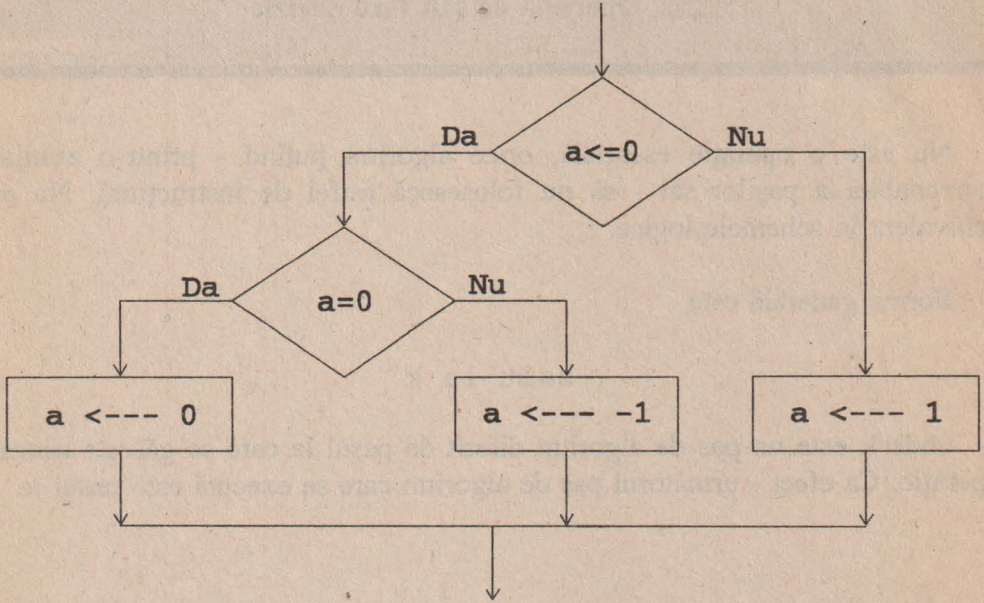 a<=0
Da
Nu
a=0
Da
Nu
a <--- 0
a <--- -1
a <--- 1